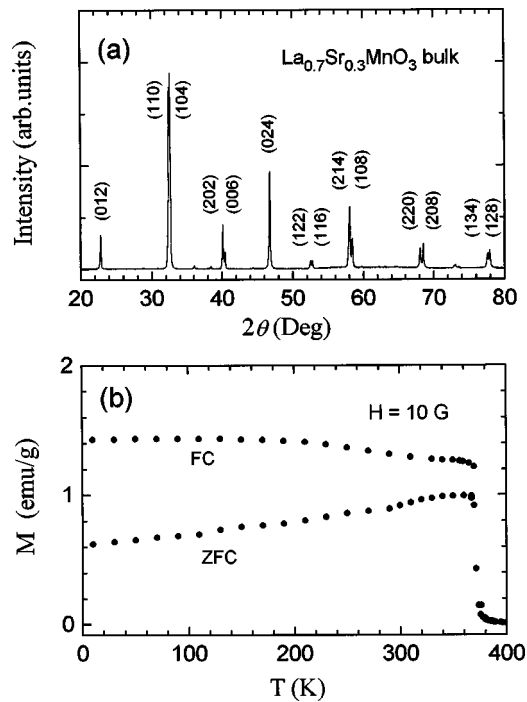 (a)
La0.7Sr0.3MnO3 bulk
Intensity (arb.units)
(012)
(110)
(104)
(202)
(006)
(024)
(122)
(116)
(214)
(108)
(220)
(208)
(134)
(128)
20 30 40 50 60 70 80
2θ (Deg)
(b)
H = 10 G
M (emu/g)
2
1
0
FC
ZFC
0 100 200 300 400
T (K)